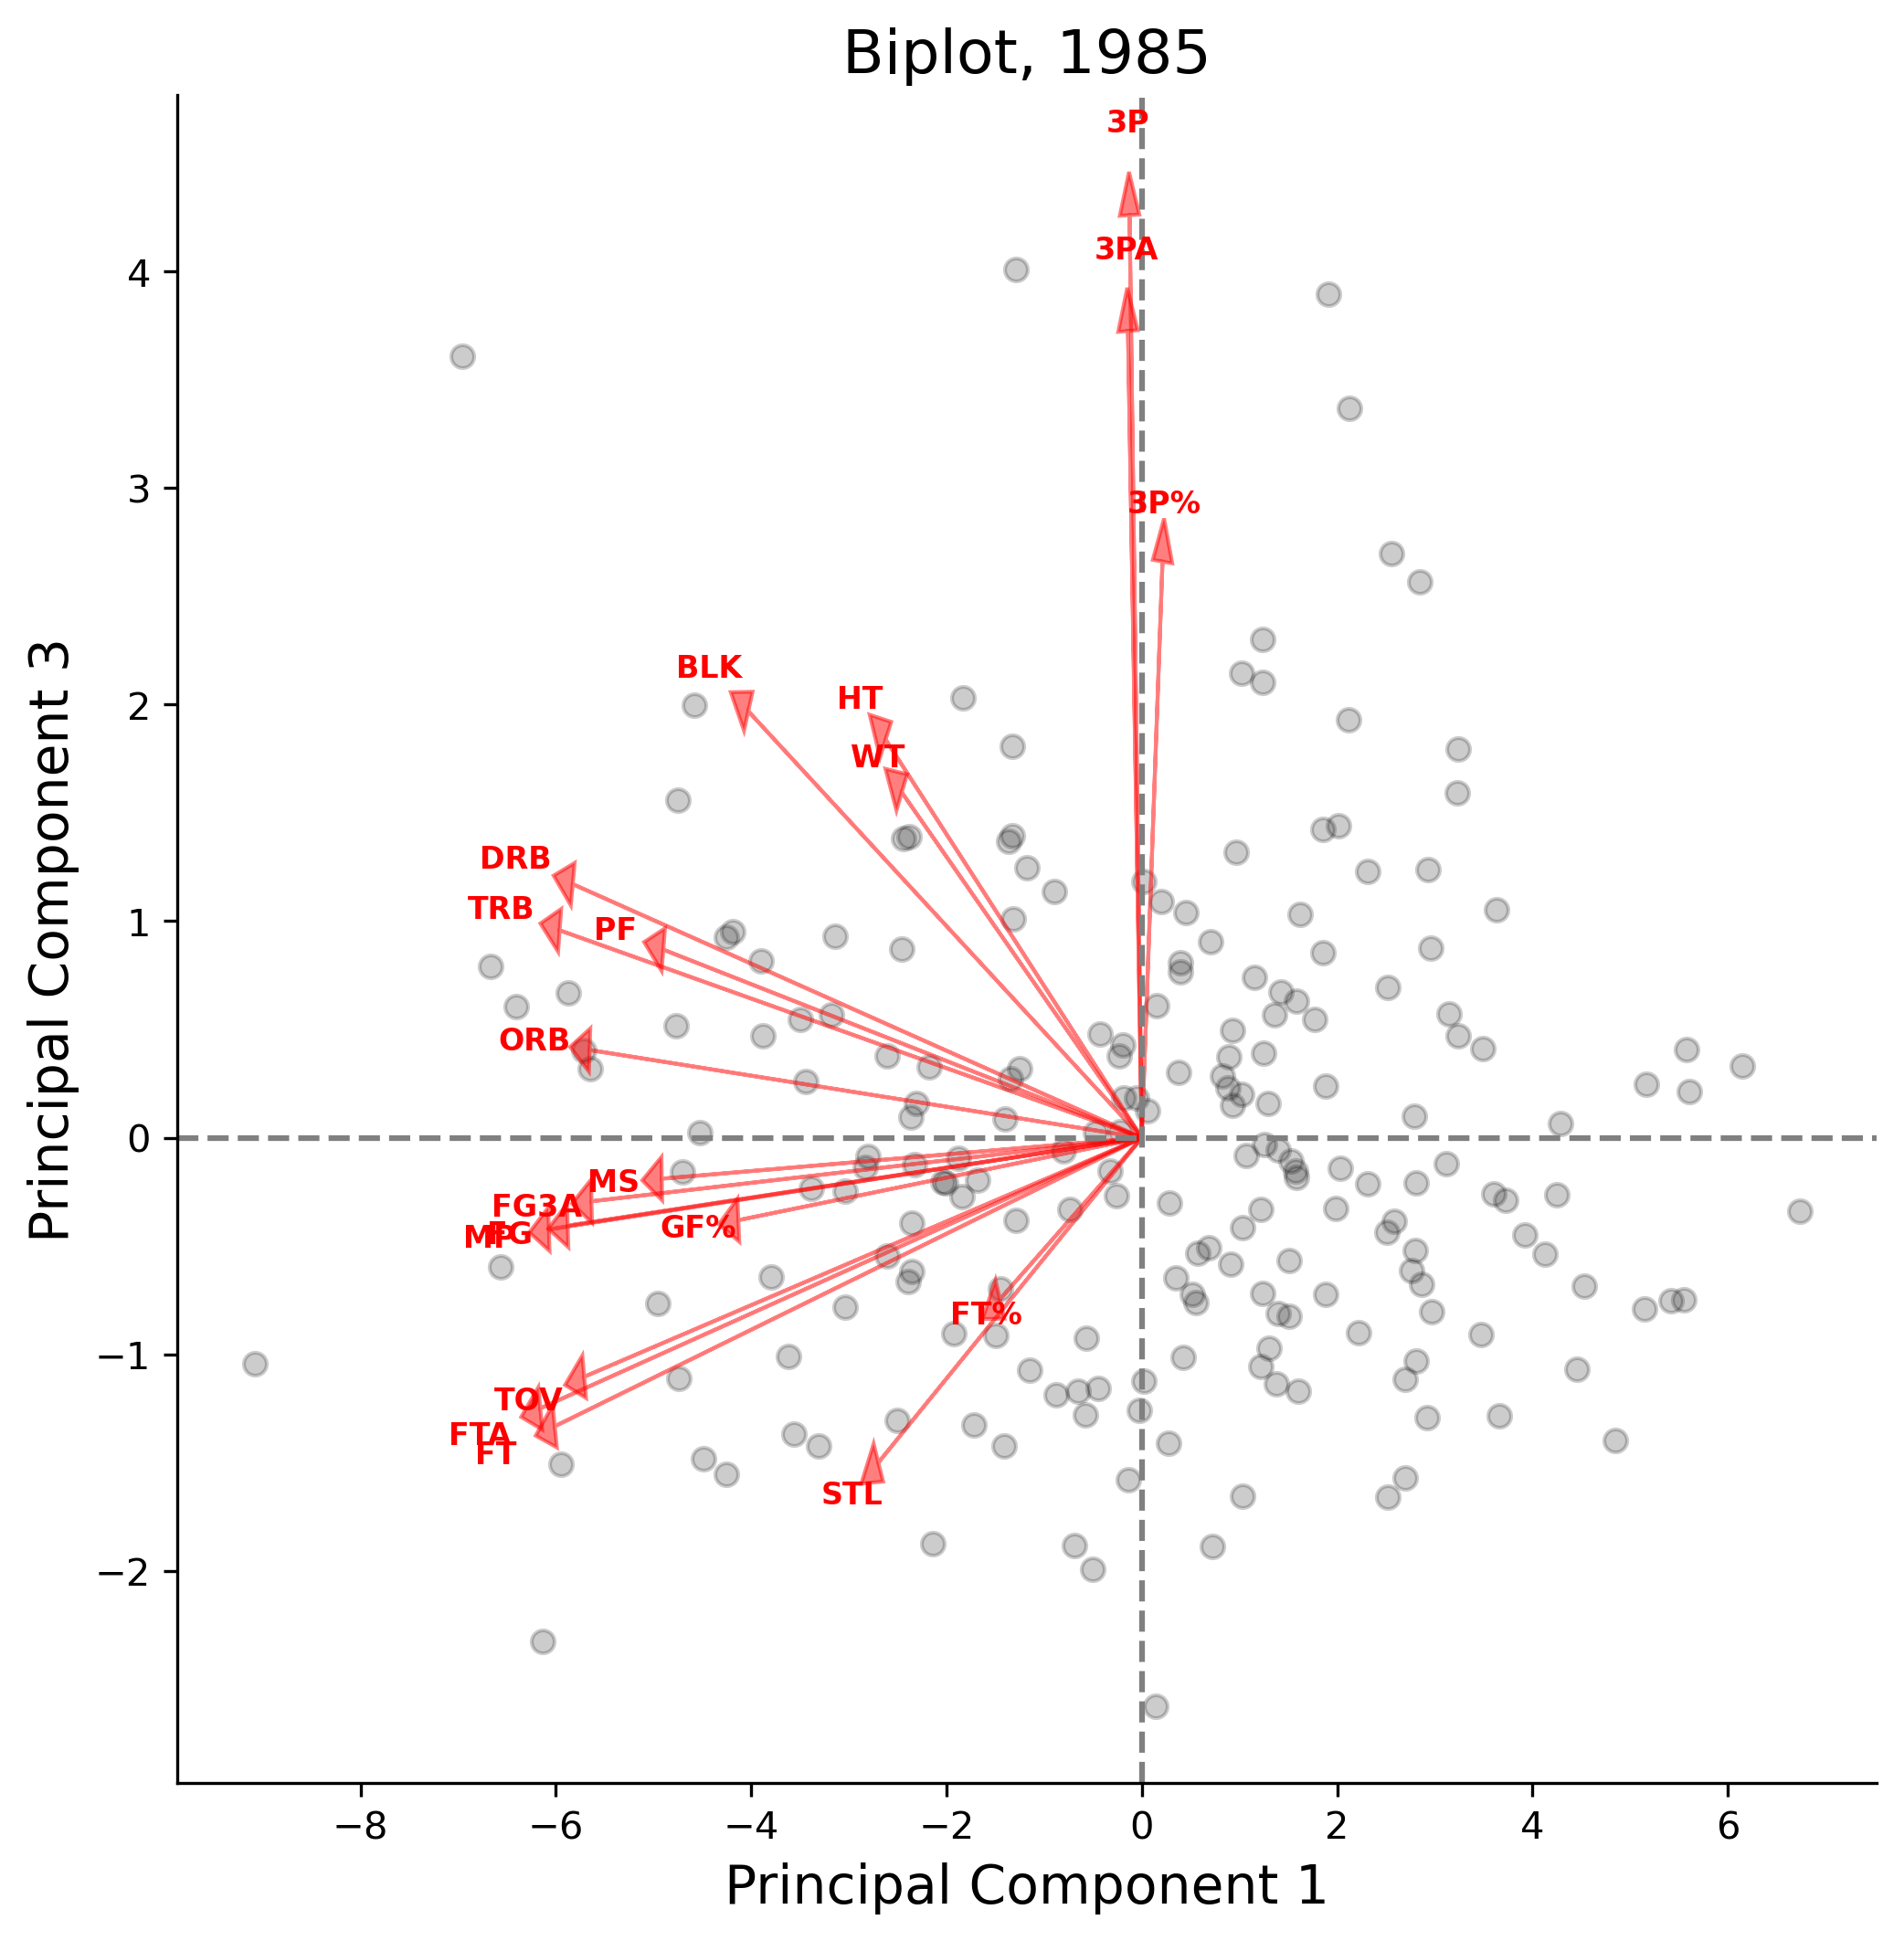 Biplot, 1985
3P
3PA
3P%
BLK
HT
WT
DRB
TRB
PF
ORB
MS
FG3A
FG
MP
GF%
FT%
TOV
FTA
FT
STL
4
3
2
1
0
−1
−2
Principal Component 3
−8 −6 −4 −2 0 2 4 6
Principal Component 1